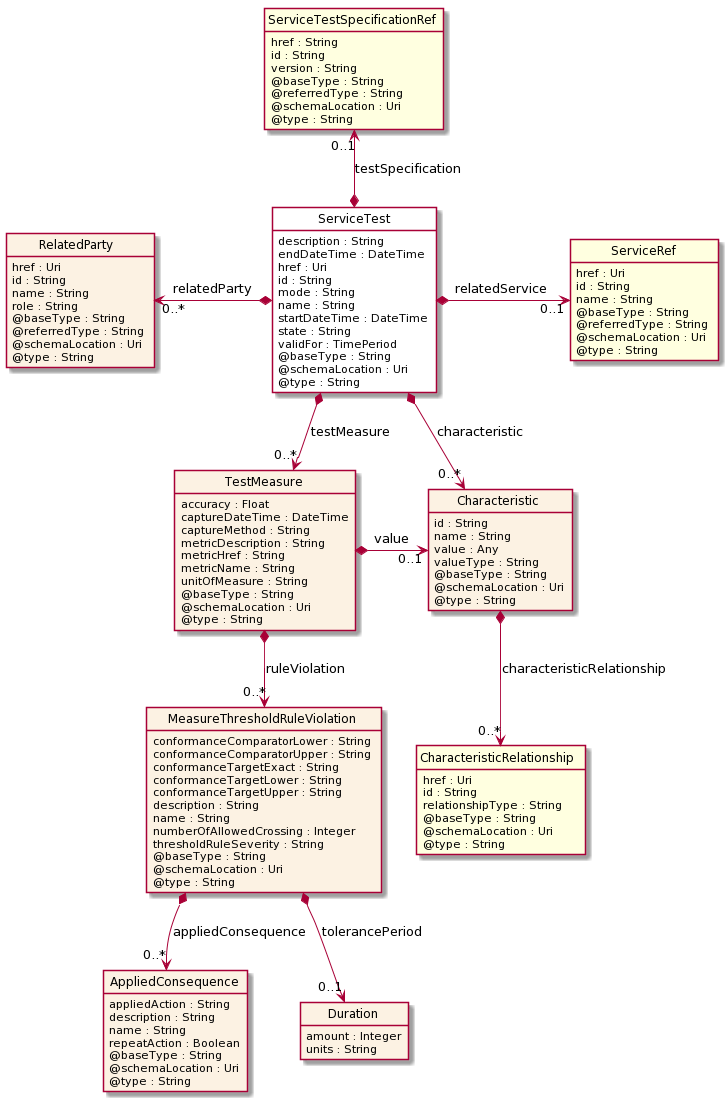 ServiceTestSpecificationRef
href : String
id : String
version : String
@baseType : String
@referredType : String
@schemaLocation : Uri
@type : String
0..1
testSpecification
ServiceTest
description : String
endDateTime : DateTime
href : Uri
id : String
mode : String
name : String
startDateTime : DateTime
state : String
validFor : TimePeriod
@baseType : String
@schemaLocation : Uri
@type : String
RelatedParty
href : Uri
id : String
name : String
role : String
@baseType : String
@referredType : String
@schemaLocation : Uri
@type : String
relatedParty
0..*
relatedService
0..1
ServiceRef
href : Uri
id : String
name : String
@baseType : String
@referredType : String
@schemaLocation : Uri
@type : String
testMeasure
0..*
characteristic
0..*
TestMeasure
accuracy : Float
captureDateTime : DateTime
captureMethod : String
metricDescription : String
metricHref : String
metricName : String
unitOfMeasure : String
@baseType : String
@schemaLocation : Uri
@type : String
value
0..1
Characteristic
id : String
name : String
value : Any
valueType : String
@baseType : String
@schemaLocation : Uri
@type : String
ruleViolation
0..*
characteristicRelationship
0..*
MeasureThresholdRuleViolation
conformanceComparatorLower : String
conformanceComparatorUpper : String
conformanceTargetExact : String
conformanceTargetLower : String
conformanceTargetUpper : String
description : String
name : String
numberOfAllowedCrossing : Integer
thresholdRuleSeverity : String
@baseType : String
@schemaLocation : Uri
@type : String
CharacteristicRelationship
href : Uri
id : String
relationshipType : String
@baseType : String
@schemaLocation : Uri
@type : String
appliedConsequence
0..*
tolerancePeriod
0..1
AppliedConsequence
appliedAction : String
description : String
name : String
repeatAction : Boolean
@baseType : String
@schemaLocation : Uri
@type : String
Duration
amount : Integer
units : String